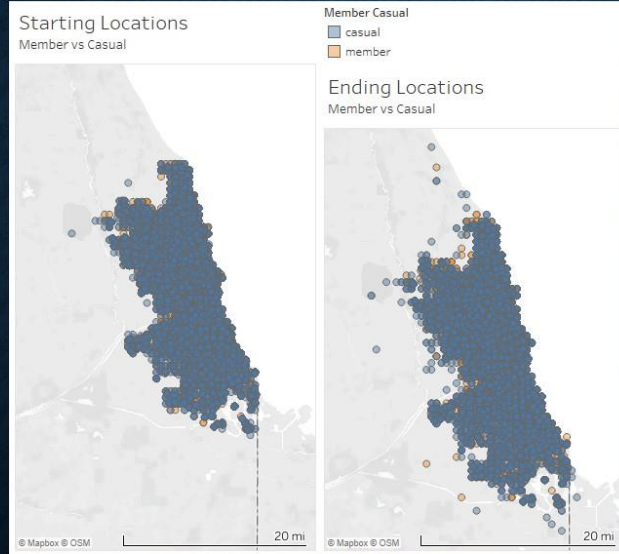 Starting Locations
Member vs Casual
Member Casual
casual
member
Ending Locations
Member vs Casual
© Mapbox © OSM
20 mi
© Mapbox © OSM
20 mi